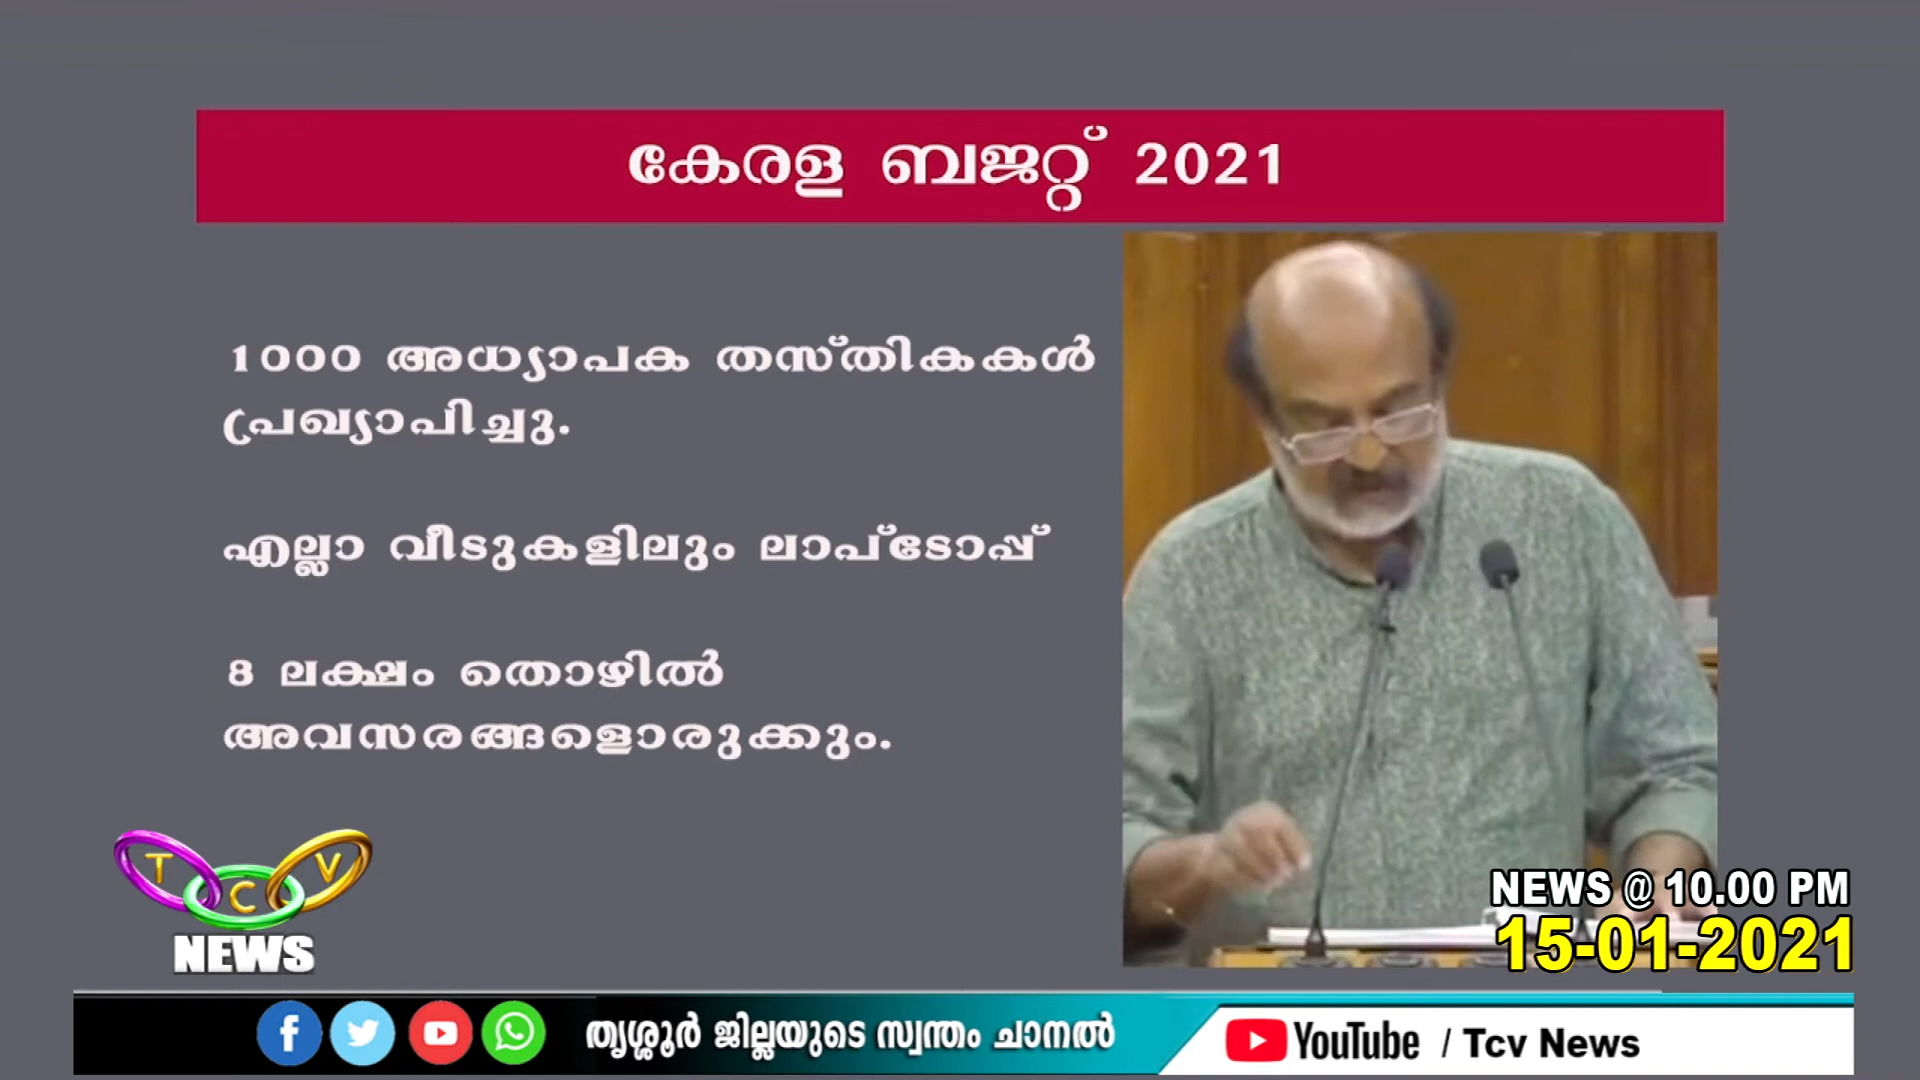 കേരള ബജറ്റ് 2021
1000 അധ്യാപക തസ്തികകൾ
പ്രഖ്യാപിച്ചു.
എല്ലാ വീടുകളിലും ലാപ്ടോപ്പ്
8 ലക്ഷം തൊഴിൽ
അവസരങ്ങളൊരുക്കും.
T C V
NEWS
NEWS @ 10.00 PM
15-01-2021
തൃശ്ശൂർ ജില്ലയുടെ സ്വന്തം ചാനൽ
YouTube / Tcv News